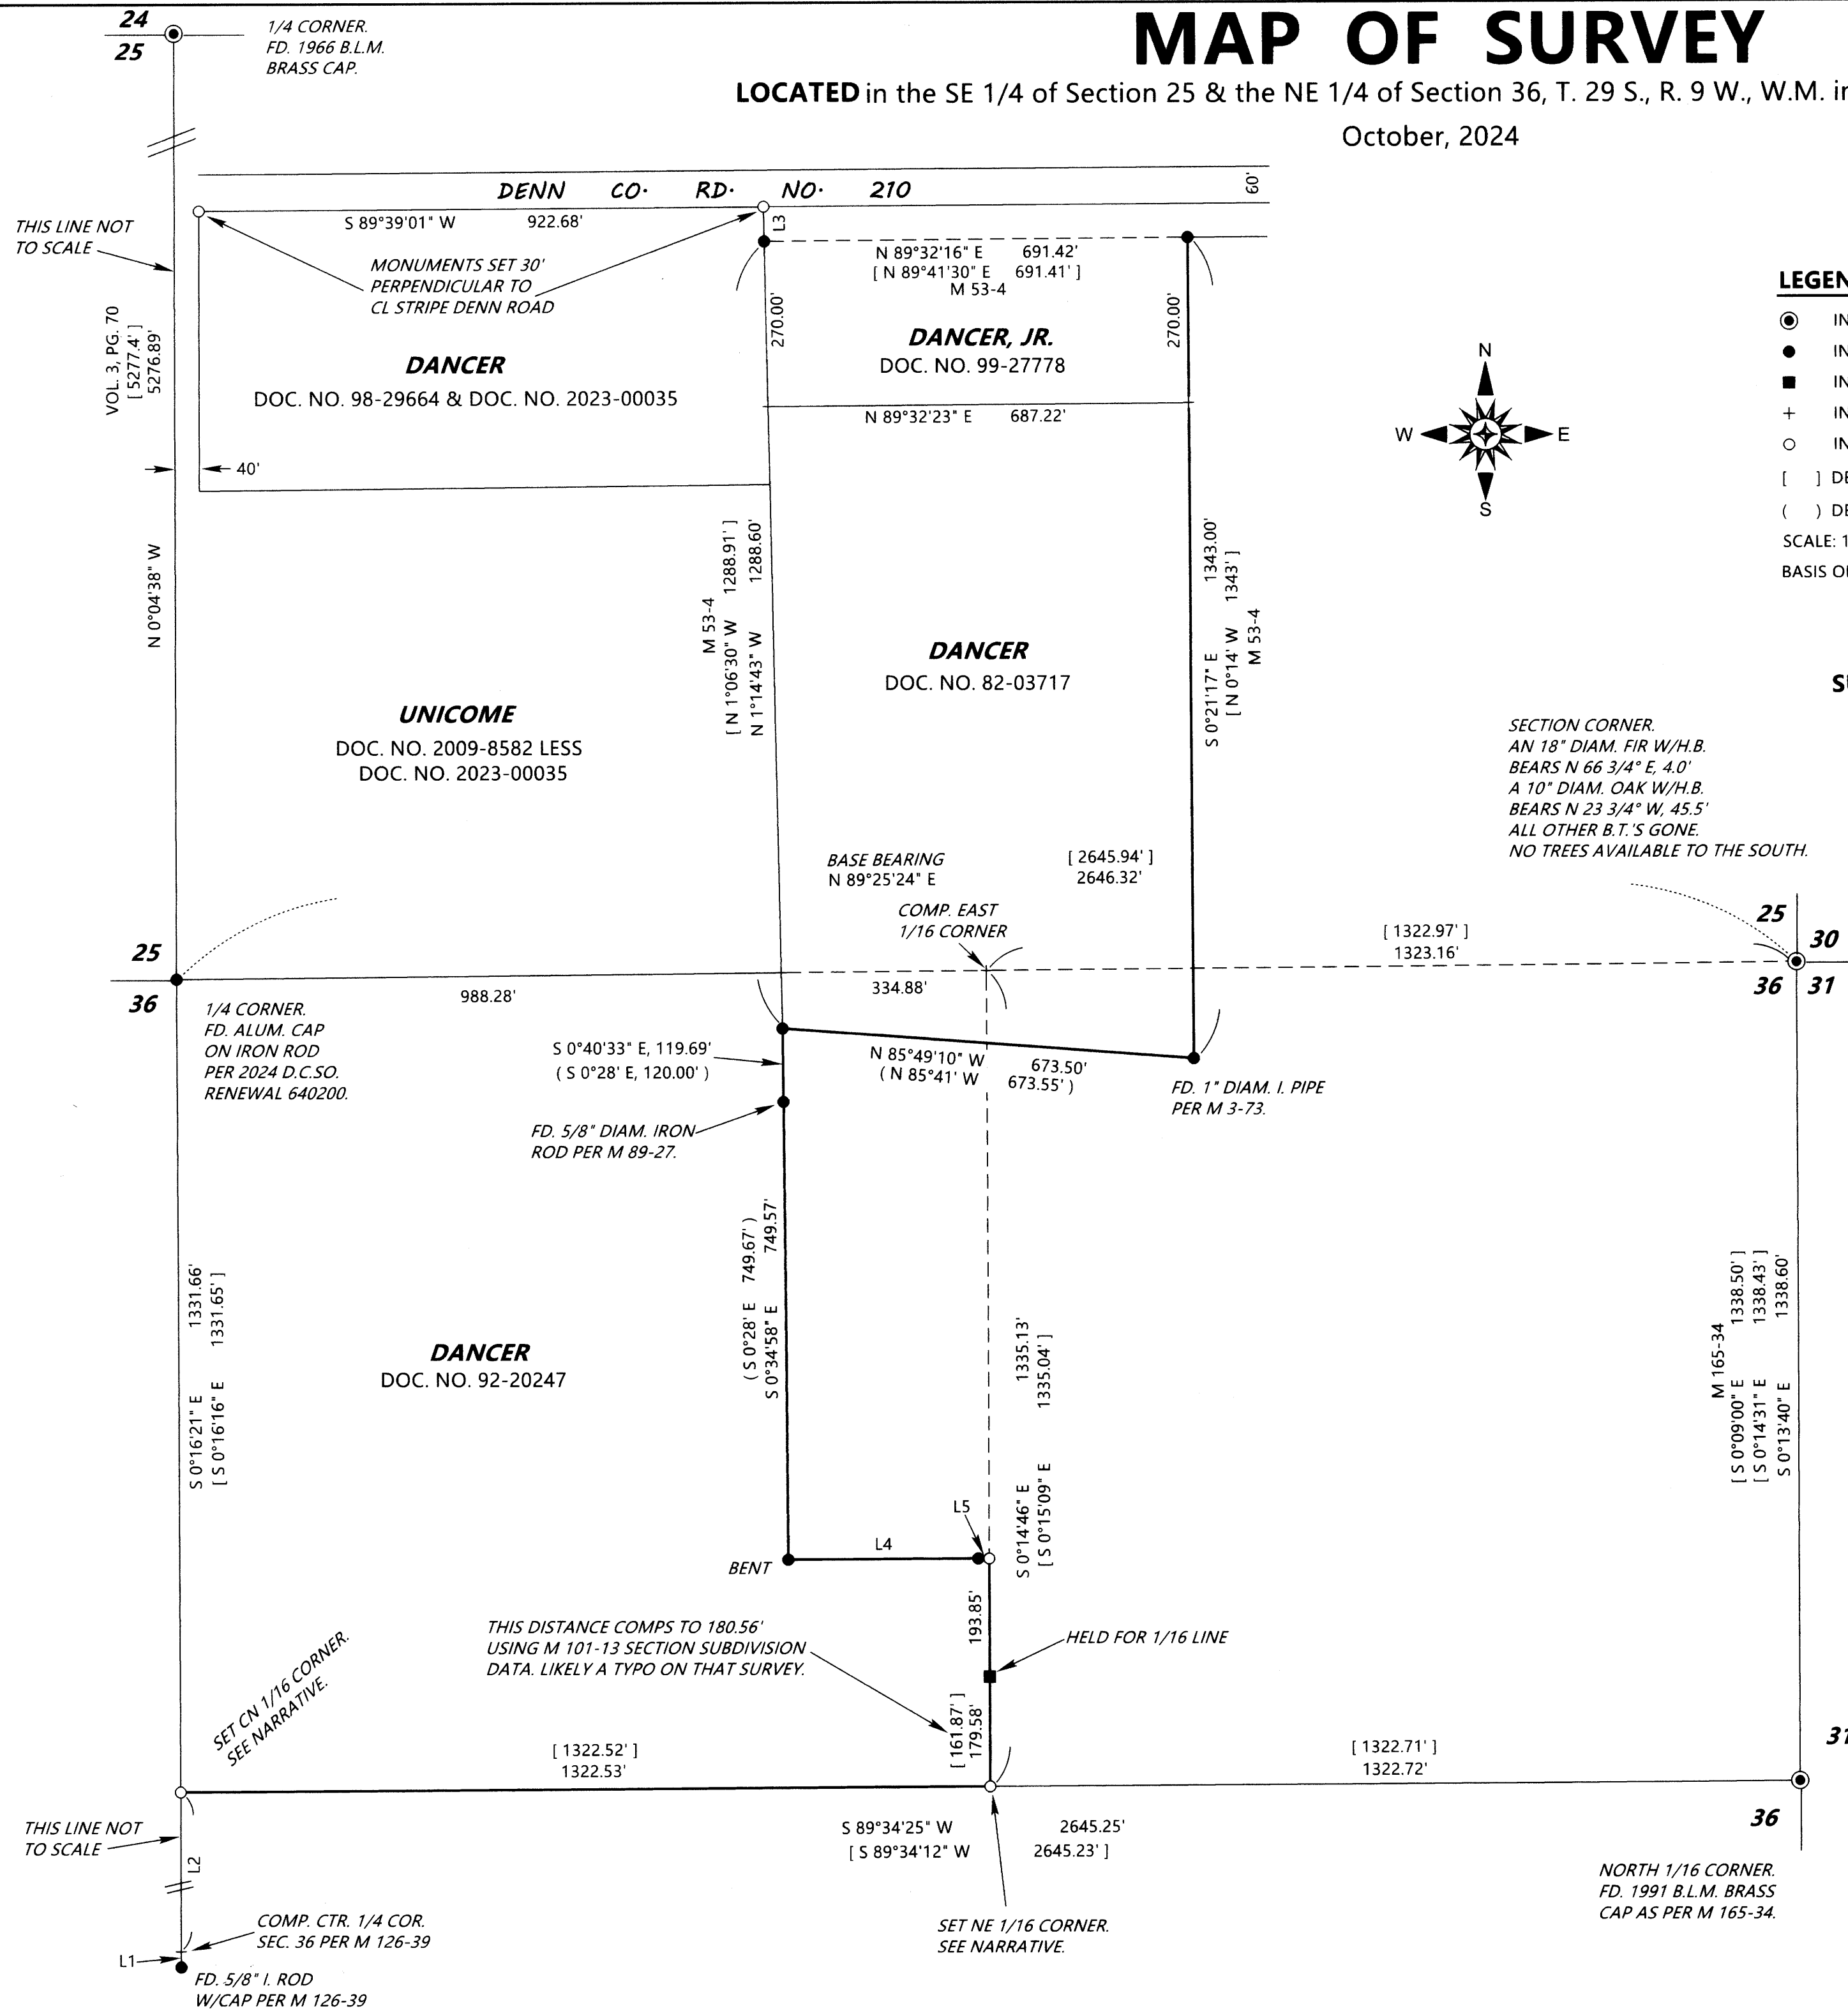 MAP OF SURVEY
LOCATED in the SE 1/4 of Section 25 & the NE 1/4 of Section 36, T. 29 S., R. 9 W., W.M. in
October, 2024
24
25
1/4 CORNER.
FD. 1966 B.L.M.
BRASS CAP.
DENN CO. RD. NO. 210
60'
THIS LINE NOT
TO SCALE
S 89°39'01" W 922.68'
L3
MONUMENTS SET 30'
PERPENDICULAR TO
CL STRIPE DENN ROAD
N 89°32'16" E 691.42'
[ N 89°41'30" E 691.41' ]
M 53-4
VOL. 3, PG. 70
[ 5277.4' ]
5276.89'
N 0°04'38" W
DANCER
DOC. NO. 98-29664 & DOC. NO. 2023-00035
40'
270.00'
DANCER, JR.
DOC. NO. 99-27778
270.00'
N 89°32'23" E 687.22'
N
W
E
S
LEGEN
IN
IN
IN
IN
IN
[ ] DE
( ) DE
SCALE: 1
BASIS O
M 53-4
[ N 1°06'30" W 1288.91' ]
N 1°14'43" W 1288.60'
S 0°21'17" E 1343.00'
[ N 0°14' W 1343' ]
M 53-4
DANCER
DOC. NO. 82-03717
UNICOME
DOC. NO. 2009-8582 LESS
DOC. NO. 2023-00035
S
SECTION CORNER.
AN 18" DIAM. FIR W/H.B.
BEARS N 66 3/4° E, 4.0'
A 10" DIAM. OAK W/H.B.
BEARS N 23 3/4° W, 45.5'
ALL OTHER B.T.'S GONE.
NO TREES AVAILABLE TO THE SOUTH.
BASE BEARING [ 2645.94' ]
N 89°25'24" E 2646.32'
COMP. EAST
1/16 CORNER
[ 1322.97' ]
1323.16'
25
36
25
30
36
31
988.28'
334.88'
1/4 CORNER.
FD. ALUM. CAP
ON IRON ROD
PER 2024 D.C.SO.
RENEWAL 640200.
S 0°40'33" E, 119.69'
( S 0°28' E, 120.00' )
N 85°49'10" W 673.50'
( N 85°41' W 673.55' )
FD. 1" DIAM. I. PIPE
PER M 3-73.
FD. 5/8" DIAM. IRON
ROD PER M 89-27.
( S 0°28' E 749.67' )
S 0°34'58" E 749.57'
S 0°16'21" E 1331.66'
[ S 0°16'16" E 1331.65' ]
DANCER
DOC. NO. 92-20247
S 0°14'46" E 1335.13'
[ S 0°15'09" E 1335.04' ]
M 165-34
[ S 0°09'00" E 1338.50' ]
[ S 0°14'31" E 1338.43' ]
S 0°13'40" E 1338.60'
L5
L4
BENT
193.85'
THIS DISTANCE COMPS TO 180.56'
USING M 101-13 SECTION SUBDIVISION
DATA. LIKELY A TYPO ON THAT SURVEY.
HELD FOR 1/16 LINE
SET CN 1/16 CORNER.
SEE NARRATIVE.
[ 161.87' ]
179.58'
[ 1322.52' ]
1322.53'
[ 1322.71' ]
1322.72'
31
36
THIS LINE NOT
TO SCALE
L2
S 89°34'25" W 2645.25'
[ S 89°34'12" W 2645.23' ]
NORTH 1/16 CORNER.
FD. 1991 B.L.M. BRASS
CAP AS PER M 165-34.
COMP. CTR. 1/4 COR.
SEC. 36 PER M 126-39
SET NE 1/16 CORNER.
SEE NARRATIVE.
L1
FD. 5/8" I. ROD
W/CAP PER M 126-39